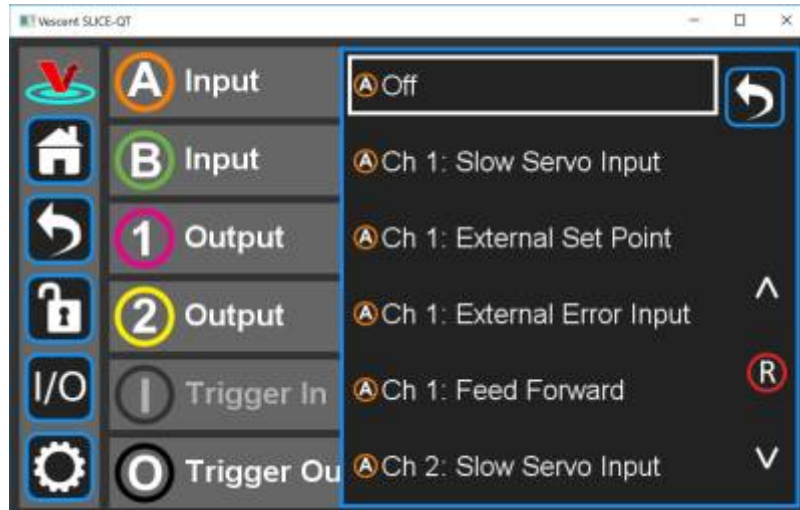 Vescent SLICE-QT
A Input
B Input
1 Output
2 Output
I Trigger In
O Trigger Ou
I/O
A Off
A Ch 1: Slow Servo Input
A Ch 1: External Set Point
A Ch 1: External Error Input
A Ch 1: Feed Forward
A Ch 2: Slow Servo Input
R